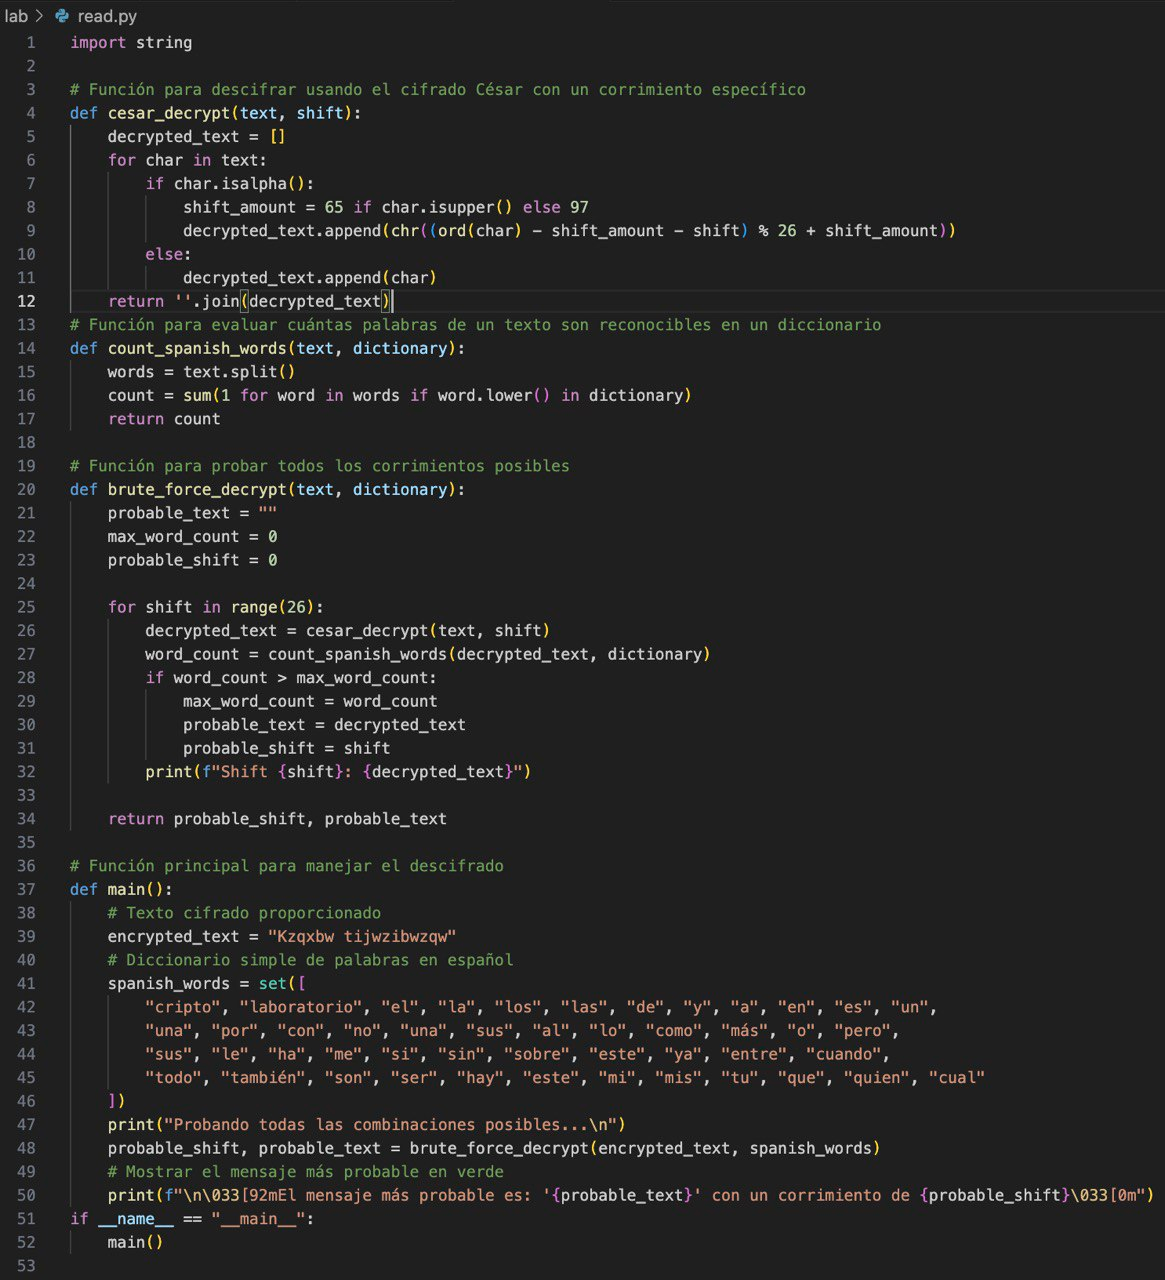 lab > read.py
1 import string
2
3 # Función para descifrar usando el cifrado César con un corrimiento específico
4 def cesar_decrypt(text, shift):
5     decrypted_text = []
6     for char in text:
7         if char.isalpha():
8             shift_amount = 65 if char.isupper() else 97
9             decrypted_text.append(chr((ord(char) - shift_amount - shift) % 26 + shift_amount))
10         else:
11             decrypted_text.append(char)
12     return ''.join(decrypted_text)
13 # Función para evaluar cuántas palabras de un texto son reconocibles en un diccionario
14 def count_spanish_words(text, dictionary):
15     words = text.split()
16     count = sum(1 for word in words if word.lower() in dictionary)
17     return count
18
19 # Función para probar todos los corrimientos posibles
20 def brute_force_decrypt(text, dictionary):
21     probable_text = ""
22     max_word_count = 0
23     probable_shift = 0
24
25     for shift in range(26):
26         decrypted_text = cesar_decrypt(text, shift)
27         word_count = count_spanish_words(decrypted_text, dictionary)
28         if word_count > max_word_count:
29             max_word_count = word_count
30             probable_text = decrypted_text
31             probable_shift = shift
32         print(f"Shift {shift}: {decrypted_text}")
33
34     return probable_shift, probable_text
35
36 # Función principal para manejar el descifrado
37 def main():
38     # Texto cifrado proporcionado
39     encrypted_text = "Kzqxbw tijwzibwzqw"
40     # Diccionario simple de palabras en español
41     spanish_words = set([
42         "cripto", "laboratorio", "el", "la", "los", "las", "de", "y", "a", "en", "es", "un",
43         "una", "por", "con", "no", "una", "sus", "al", "lo", "como", "más", "o", "pero",
44         "sus", "le", "ha", "me", "si", "sin", "sobre", "este", "ya", "entre", "cuando",
45         "todo", "también", "son", "ser", "hay", "este", "mi", "mis", "tu", "que", "quien", "cual"
46     ])
47     print("Probando todas las combinaciones posibles...\n")
48     probable_shift, probable_text = brute_force_decrypt(encrypted_text, spanish_words)
49     # Mostrar el mensaje más probable en verde
50     print(f"\n\033[92mEl mensaje más probable es: '{probable_text}' con un corrimiento de {probable_shift}\033[0m")
51 if __name__ == "__main__":
52     main()
53